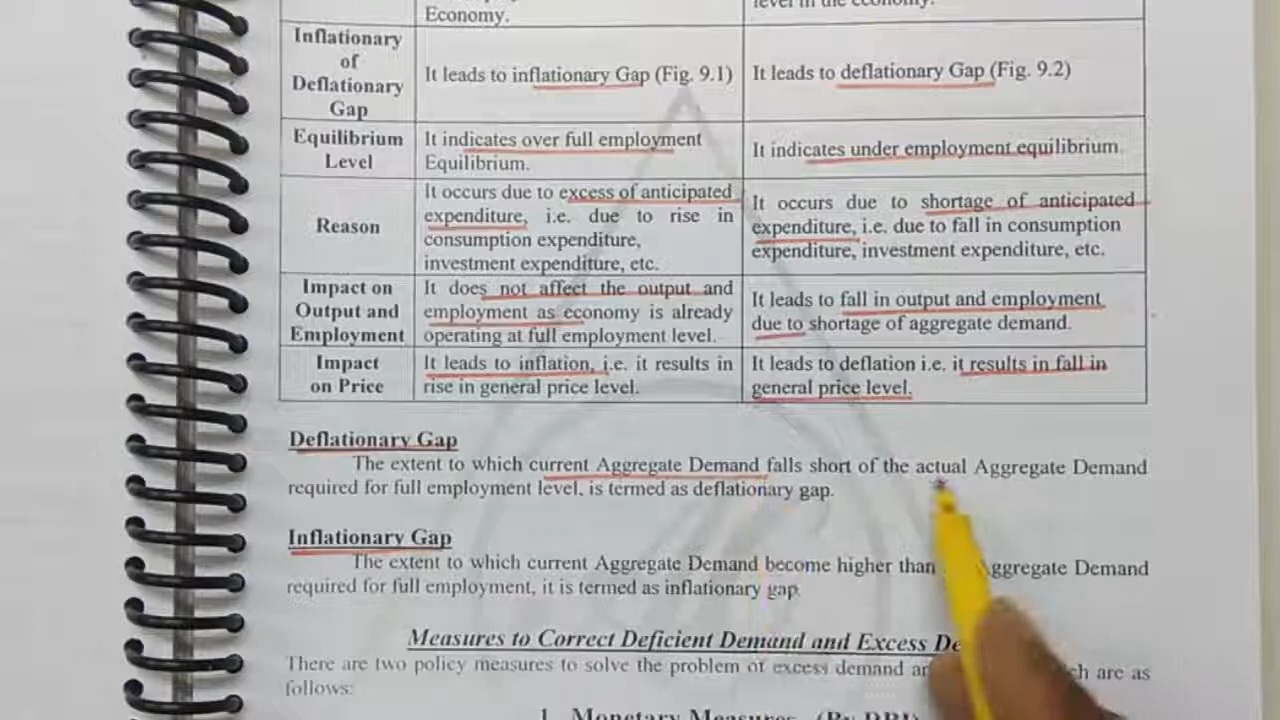 Economy.
level in the economy.
Inflationary
of
Deflationary
Gap
It leads to inflationary Gap (Fig. 9.1)
It leads to deflationary Gap (Fig. 9.2)
Equilibrium
Level
It indicates over full employment
Equilibrium.
It indicates under employment equilibrium.
Reason
It occurs due to excess of anticipated
expenditure, i.e. due to rise in
consumption expenditure,
investment expenditure, etc.
It occurs due to shortage of anticipated
expenditure, i.e. due to fall in consumption
expenditure, investment expenditure, etc.
Impact on
Output and
Employment
It does not affect the output and
employment as economy is already
operating at full employment level.
It leads to fall in output and employment
due to shortage of aggregate demand.
Impact
on Price
It leads to inflation, i.e. it results in
rise in general price level.
It leads to deflation i.e. it results in fall in
general price level.
Deflationary Gap
The extent to which current Aggregate Demand falls short of the actual Aggregate Demand
required for full employment level, is termed as deflationary gap.
Inflationary Gap
The extent to which current Aggregate Demand become higher than ggregate Demand
required for full employment, it is termed as inflationary gap.
Measures to Correct Deficient Demand and Excess De
There are two policy measures to solve the problem of excess demand an ch are as
follows:
1. Monetary Measures (By RBI)